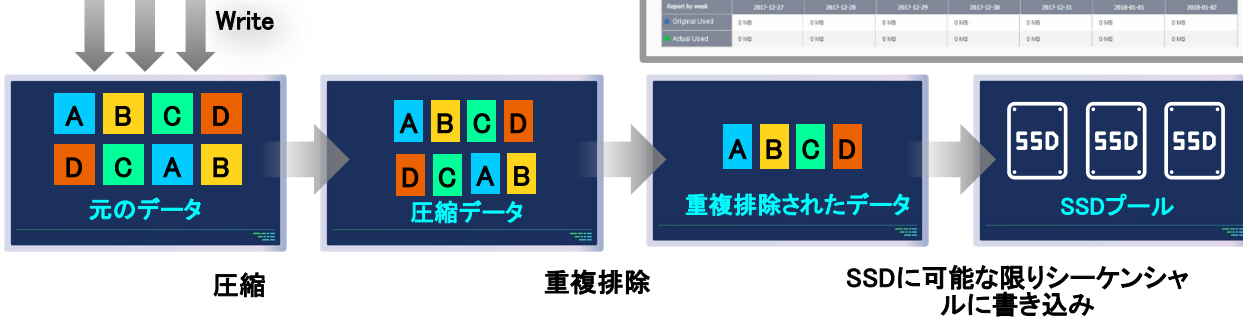 Write
Report by week 2017-12-27 2017-12-28 2017-12-29 2017-12-30 2017-12-31 2018-01-01 2018-01-02
Original Used 0 MB 0 MB 0 MB 0 MB 0 MB 0 MB 0 MB
Actual Used 0 MB 0 MB 0 MB 0 MB 0 MB 0 MB 0 MB
A B C D
D C A B
元のデータ
A B C D
D C A B
圧縮データ
A B C D
重複排除されたデータ
SSD SSD SSD
SSDプール
圧縮
重複排除
SSDに可能な限りシーケンシャ
ルに書き込み